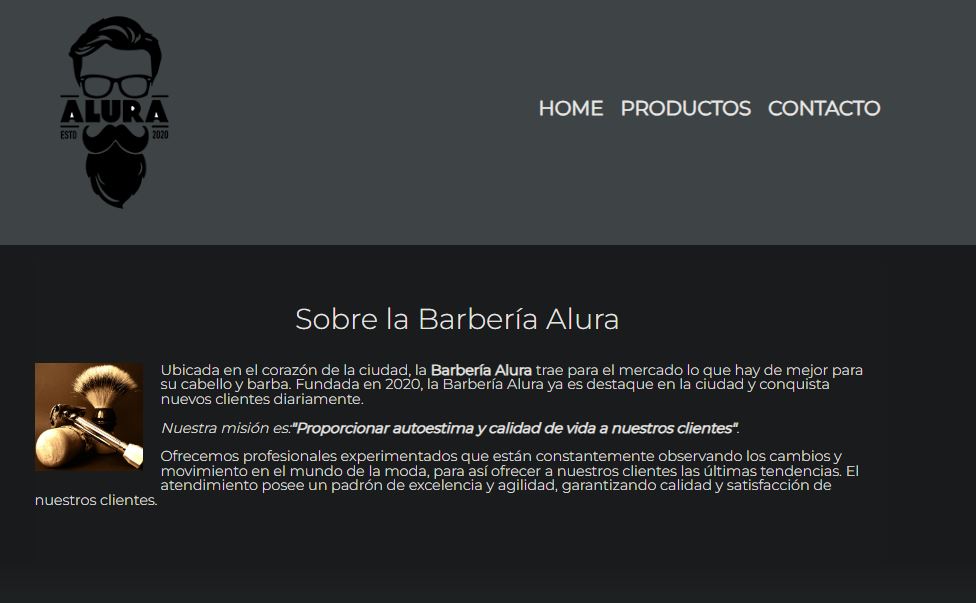 ALURA
ESTD 2020
HOME PRODUCTOS CONTACTO
Sobre la Barbería Alura
Ubicada en el corazón de la ciudad, la Barbería Alura trae para el mercado lo que hay de mejor para
su cabello y barba. Fundada en 2020, la Barbería Alura ya es destaque en la ciudad y conquista
nuevos clientes diariamente.
Nuestra misión es:"Proporcionar autoestima y calidad de vida a nuestros clientes".
Ofrecemos profesionales experimentados que están constantemente observando los cambios y
movimiento en el mundo de la moda, para así ofrecer a nuestros clientes las últimas tendencias. El
atendimiento posee un padrón de excelencia y agilidad, garantizando calidad y satisfacción de
nuestros clientes.